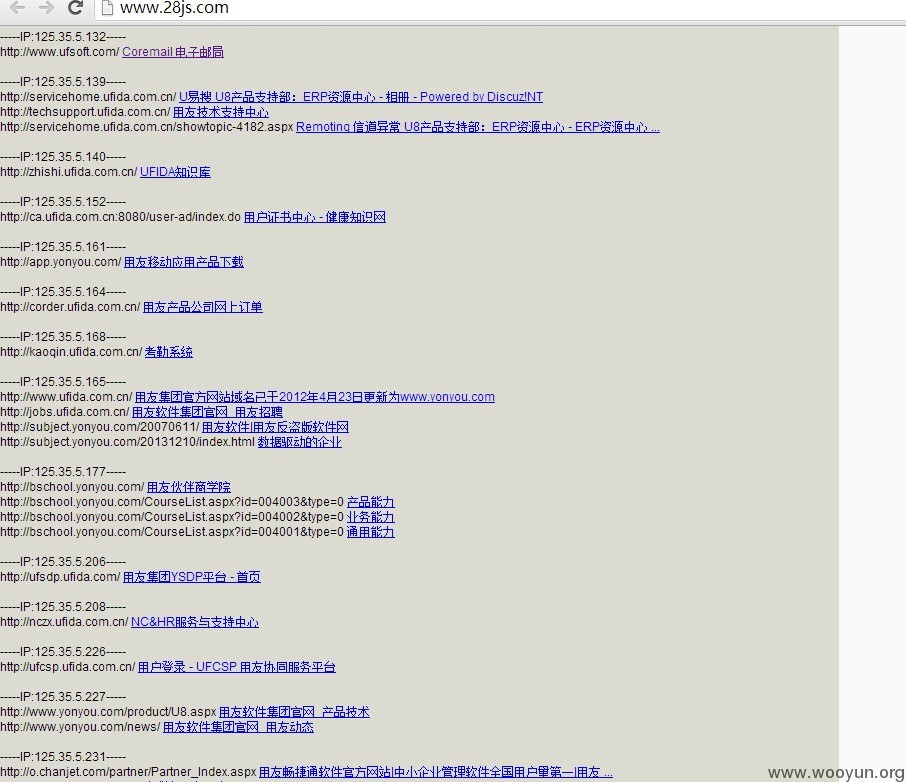 www.28js.com
-----IP:125.35.5.132-----
http://www.ufsoft.com/ Coremail 电子邮局
-----IP:125.35.5.139-----
http://servicehome.ufida.com.cn/ U易搜 U8产品支持部：ERP资源中心 - 相册 - Powered by Discuz!NT
http://techsupport.ufida.com.cn/ 用友技术支持中心
http://servicehome.ufida.com.cn/showtopic-4182.aspx Remoting 信道异常 U8产品支持部：ERP资源中心 - ERP资源中心 ...
-----IP:125.35.5.140-----
http://zhishi.ufida.com.cn/ UFIDA知识库
-----IP:125.35.5.152-----
http://ca.ufida.com.cn:8080/user-ad/index.do 用户证书中心 - 健康知识网
-----IP:125.35.5.161-----
http://app.yonyou.com/ 用友移动应用产品下载
-----IP:125.35.5.164-----
http://corder.ufida.com.cn/ 用友产品公司网上订单
-----IP:125.35.5.168-----
http://kaoqin.ufida.com.cn/ 考勤系统
-----IP:125.35.5.165-----
http://www.ufida.com.cn/ 用友集团官方网站域名已于2012年4月23日更新为www.yonyou.com
http://jobs.ufida.com.cn/ 用友软件集团官网_用友招聘
http://subject.yonyou.com/20070611/ 用友软件|用友反盗版软件网
http://subject.yonyou.com/20131210/index.html 数据驱动的企业
-----IP:125.35.5.177-----
http://bschool.yonyou.com/ 用友伙伴商学院
http://bschool.yonyou.com/CourseList.aspx?id=004003&type=0 产品能力
http://bschool.yonyou.com/CourseList.aspx?id=004002&type=0 业务能力
http://bschool.yonyou.com/CourseList.aspx?id=004001&type=0 通用能力
-----IP:125.35.5.206-----
http://ufsdp.ufida.com/ 用友集团YSDP平台 - 首页
-----IP:125.35.5.208-----
http://nczx.ufida.com.cn/ NC&HR服务与支持中心
-----IP:125.35.5.226-----
http://ufcsp.ufida.com.cn/ 用户登录 - UFCSP 用友协同服务平台
-----IP:125.35.5.227-----
http://www.yonyou.com/product/U8.aspx 用友软件集团官网_产品技术
http://www.yonyou.com/news/ 用友软件集团官网_用友动态
-----IP:125.35.5.231-----
http://o.chanjet.com/partner/Partner_Index.aspx 用友畅捷通软件官方网站|中小企业管理软件全国用户量第一|用友 ...
www.wooyun.org